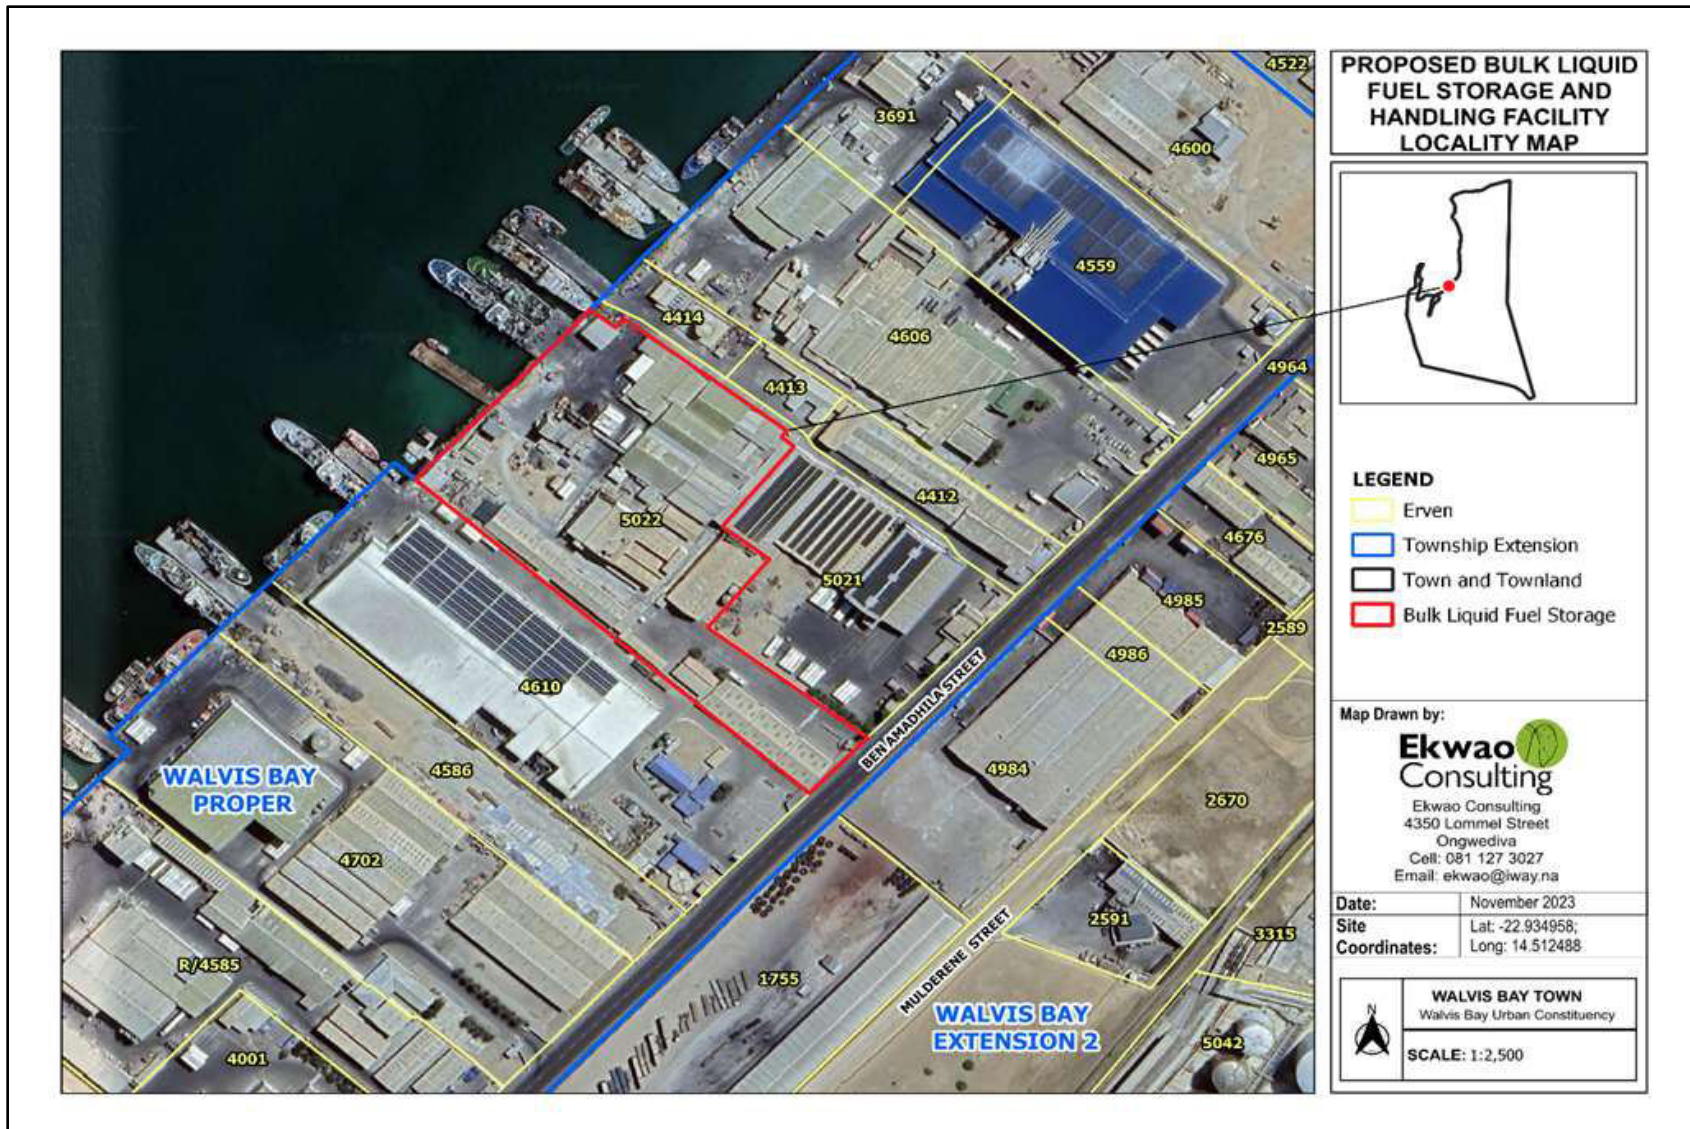 4522
3691
4600
4559
4414
4606
4413
4964
4965
4412
4676
5022
5021
4985
2589
4986
4610
BEN AMADHILA STREET
4984
WALVIS BAY
PROPER
4586
2670
4702
2591
3315
R/4585
1755
MULDERENE STREET
WALVIS BAY
EXTENSION 2
4001
5042
PROPOSED BULK LIQUID
FUEL STORAGE AND
HANDLING FACILITY
LOCALITY MAP
LEGEND
Erven
Township Extension
Town and Townland
Bulk Liquid Fuel Storage
Map Drawn by:
Ekwao
Consulting
Ekwao Consulting
4350 Lommel Street
Ongwediva
Cell: 081 127 3027
Email: ekwao@iway.na
Date: November 2023
Site Lat: -22.934958;
Coordinates: Long: 14.512488
N
WALVIS BAY TOWN
Walvis Bay Urban Constituency
SCALE: 1:2,500